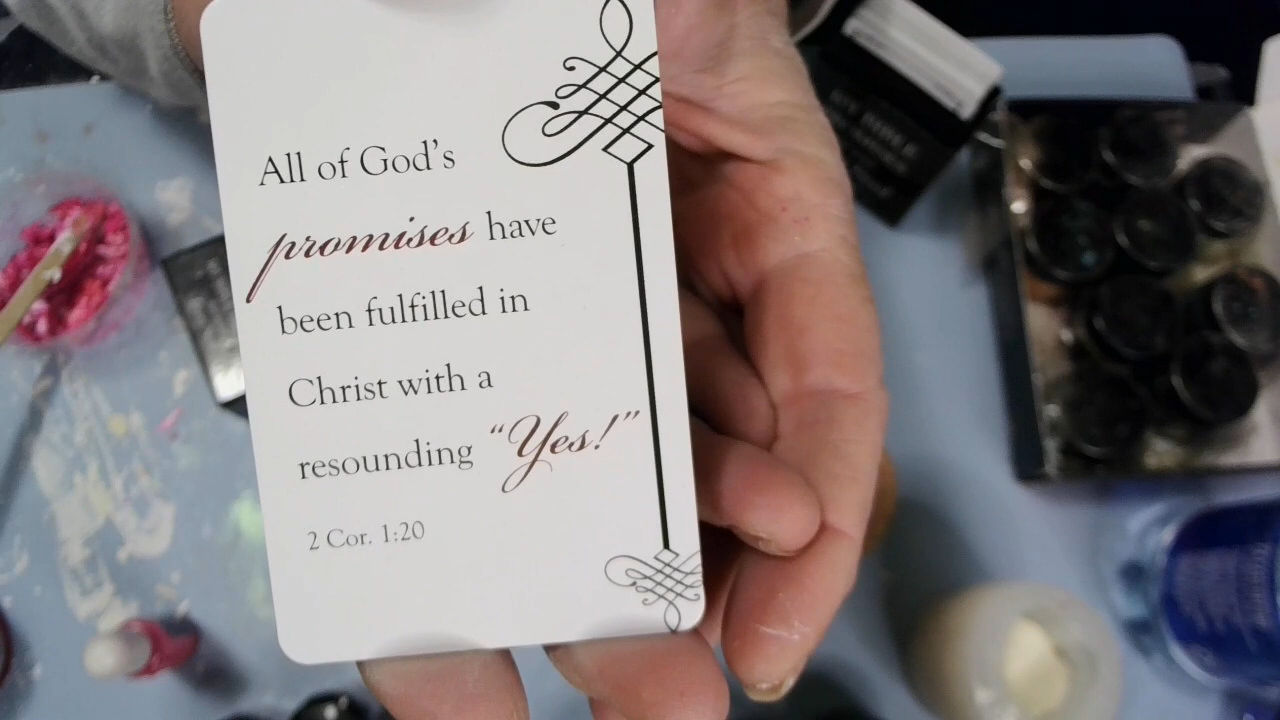 All of God's
promises have
been fulfilled in
Christ with a
resounding “Yes!”
2 Cor. 1:20